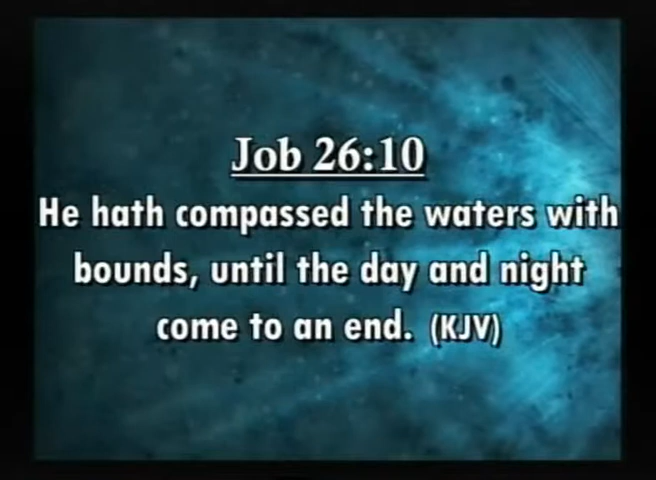 Job 26:10
He hath compassed the waters with
bounds, until the day and night
come to an end. (KJV)